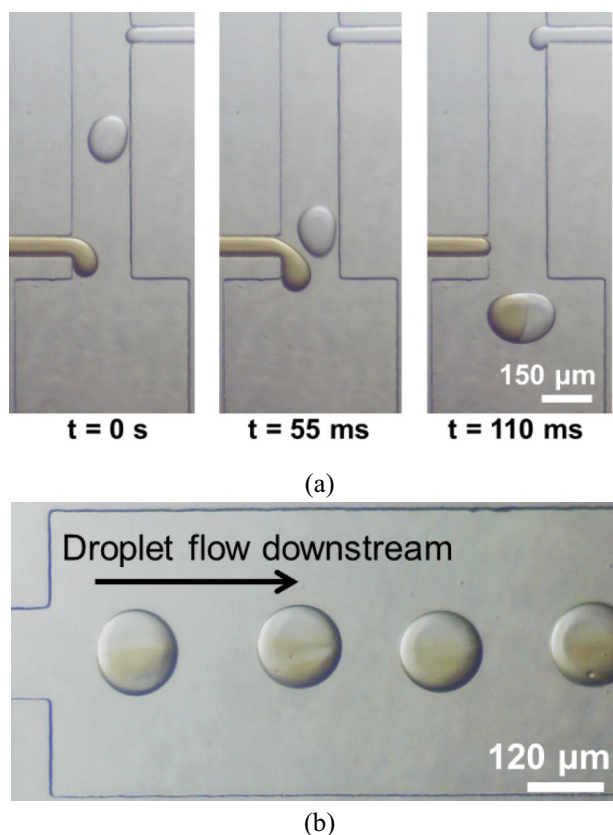 150 μm
t = 0 s
t = 55 ms
t = 110 ms
(a)
Droplet flow downstream
120 μm
(b)